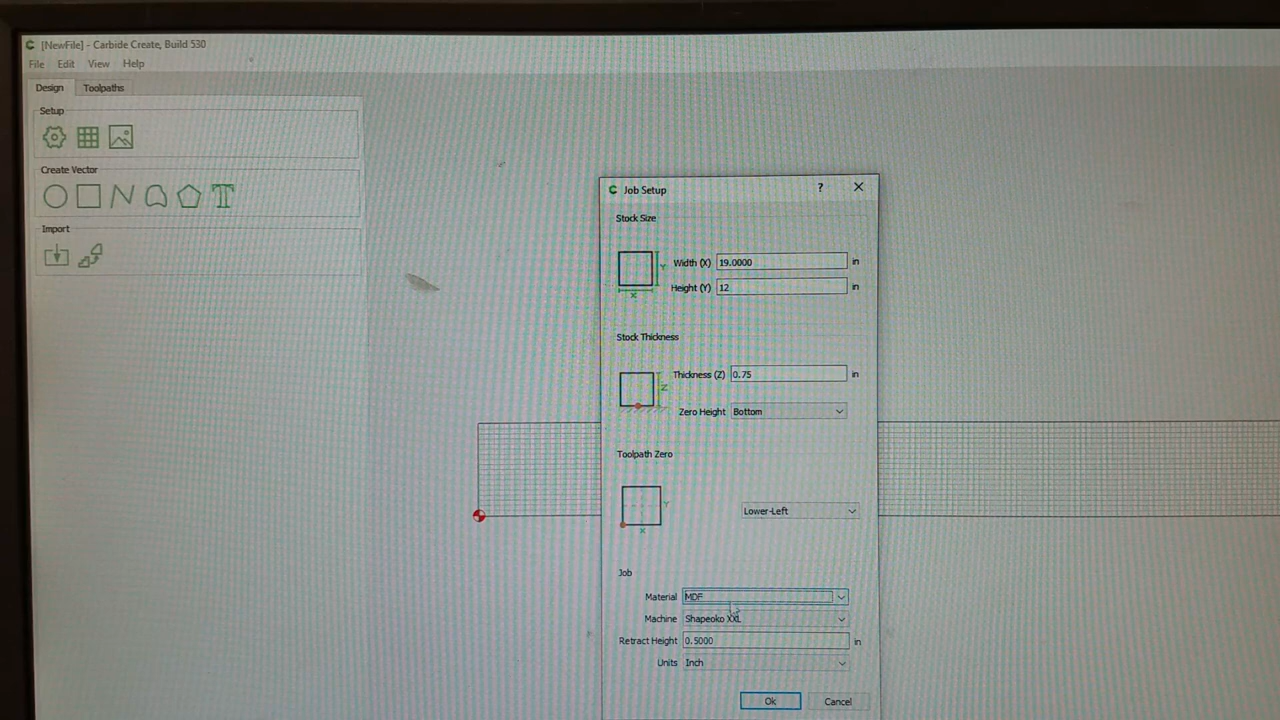 [NewFile] - Carbide Create, Build 530
File Edit View Help
Design Toolpaths
Setup
Create Vector
Import
Job Setup ?
Stock Size
Y
X
Width (X) 19.0000 in
Height (Y) 12 in
Stock Thickness
Z
Thickness (Z) 0.75 in
Zero Height Bottom
Toolpath Zero
Y
X
Lower-Left
Job
Material MDF
Machine Shapeoko XXL
Retract Height 0.5000 in
Units Inch
Ok Cancel